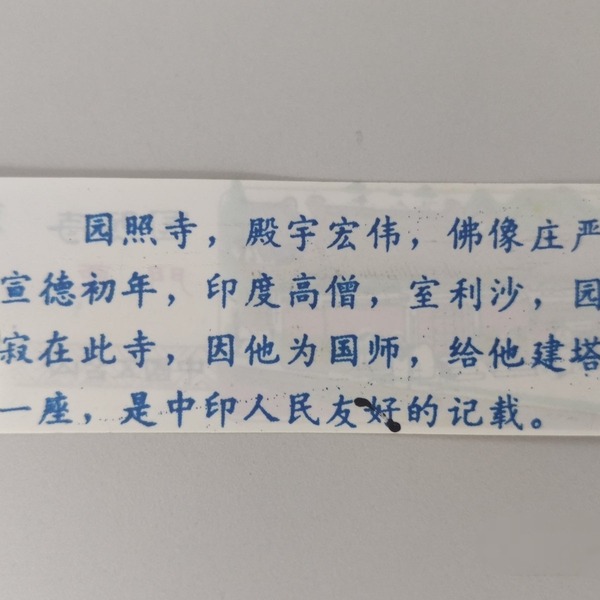 园照寺，殿宇宏伟，佛像庄严
宣德初年，印度高僧，室利沙，园
寂在此寺，因他为国师，给他建塔
一座，是中印人民友好的记载。